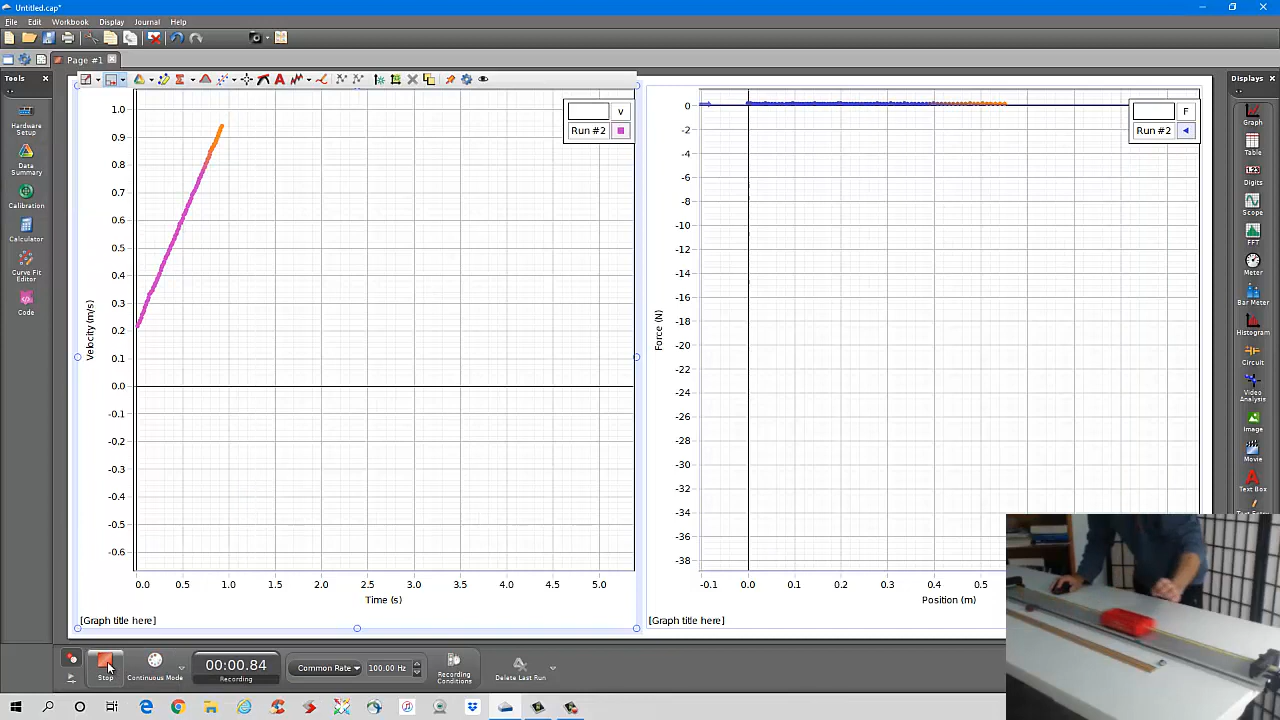 Untitled.cap*
File Edit Workbook Display Journal Help
Page #1
Tools
Displays
Hardware Setup
Data Summary
Calibration
Calculator
Curve Fit Editor
Code
1.0
0.9
0.8
0.7
0.6
0.5
0.4
0.3
0.2
0.1
0.0
-0.1
-0.2
-0.3
-0.4
-0.5
-0.6
Velocity (m/s)
0.0 0.5 1.0 1.5 2.0 2.5 3.0 3.5 4.0 4.5 5.0
Time (s)
[Graph title here]
v
Run #2
0
-2
-4
-6
-8
-10
-12
-14
-16
-18
-20
-22
-24
-26
-28
-30
-32
-34
-36
-38
Force (N)
-0.1 0.0 0.1 0.2 0.3 0.4 0.5
Position (m)
[Graph title here]
F
Run #2
Graph
Table
1.23
Digits
Scope
FFT
Meter
Bar Meter
Histogram
Circuit
Video Analysis
Image
Movie
Text Box
Stop
Continuous Mode
00:00.84
Recording
Common Rate
100.00 Hz
Recording Conditions
Delete Last Run